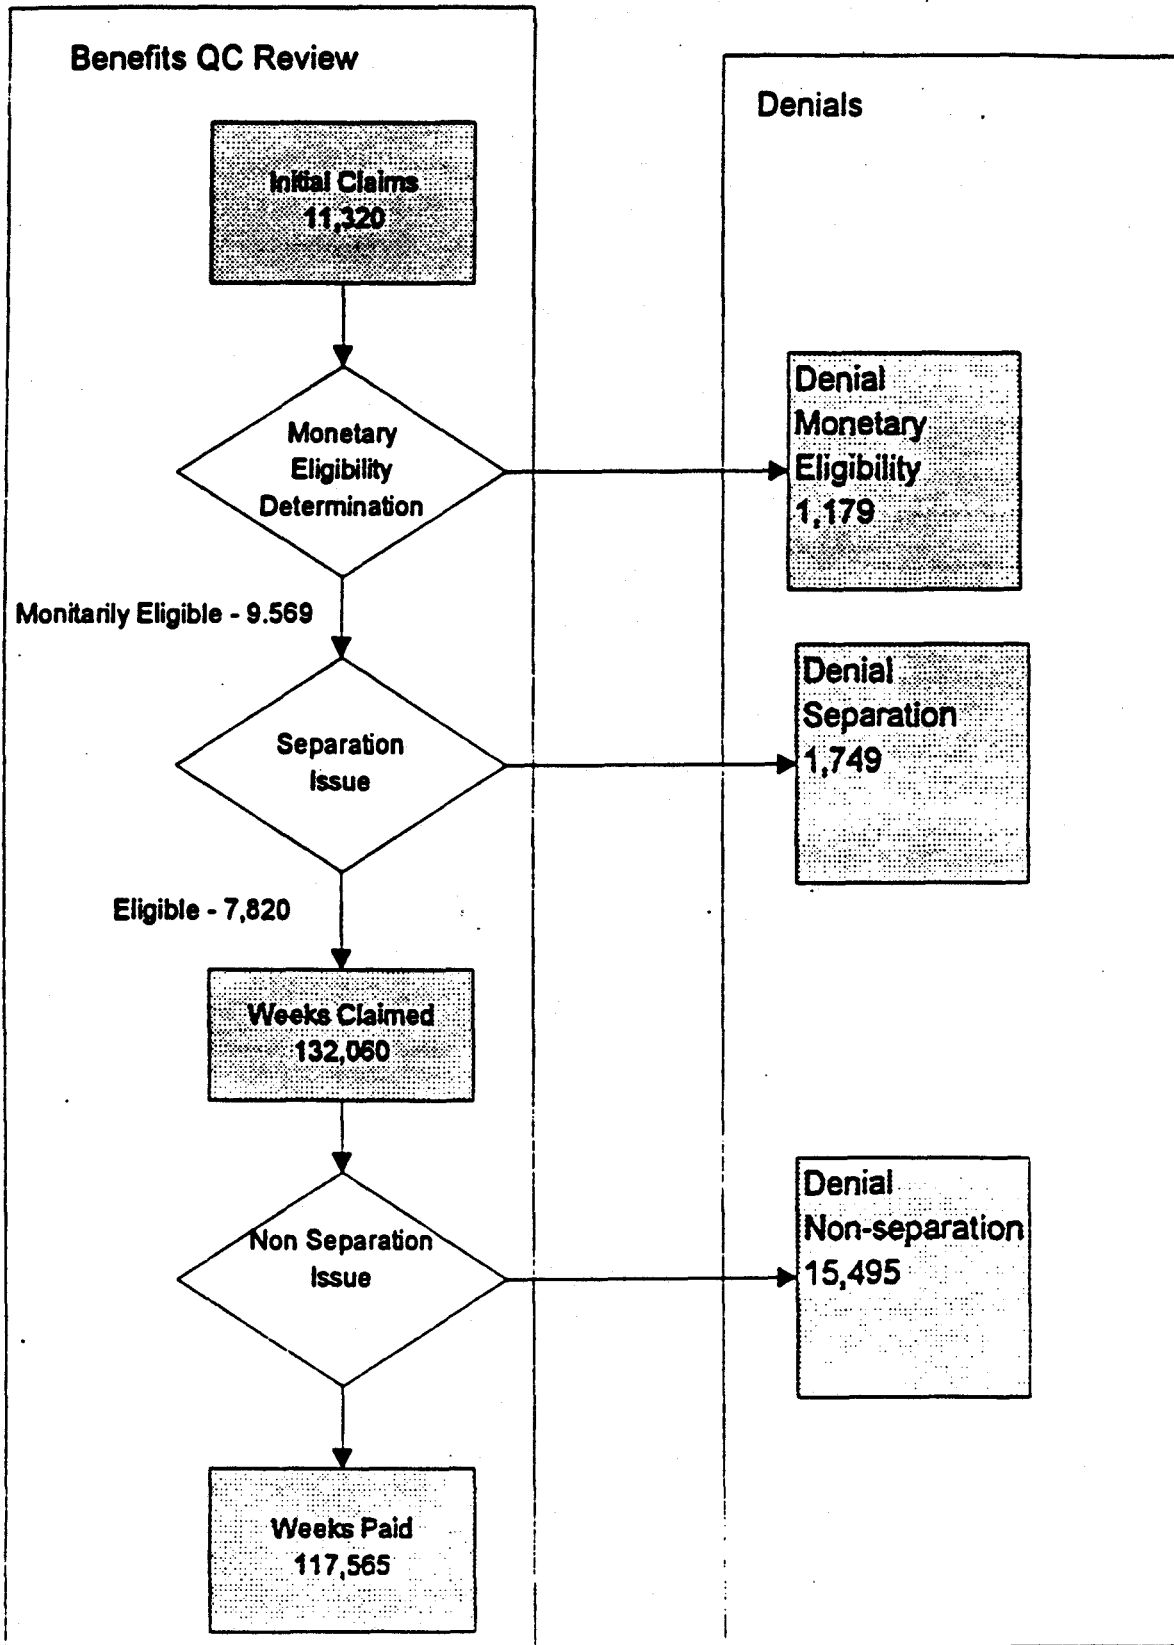 Benefits QC Review
Denials
Initial Claims
11,320
Monetary
Eligibility
Determination
Denial
Monetary
Eligibility
1,179
Monitarily Eligible - 9.569
Separation
Issue
Denial
Separation
1,749
Eligible - 7,820
Weeks Claimed
132,060
Non Separation
Issue
Denial
Non-separation
15,495
Weeks Paid
117,565